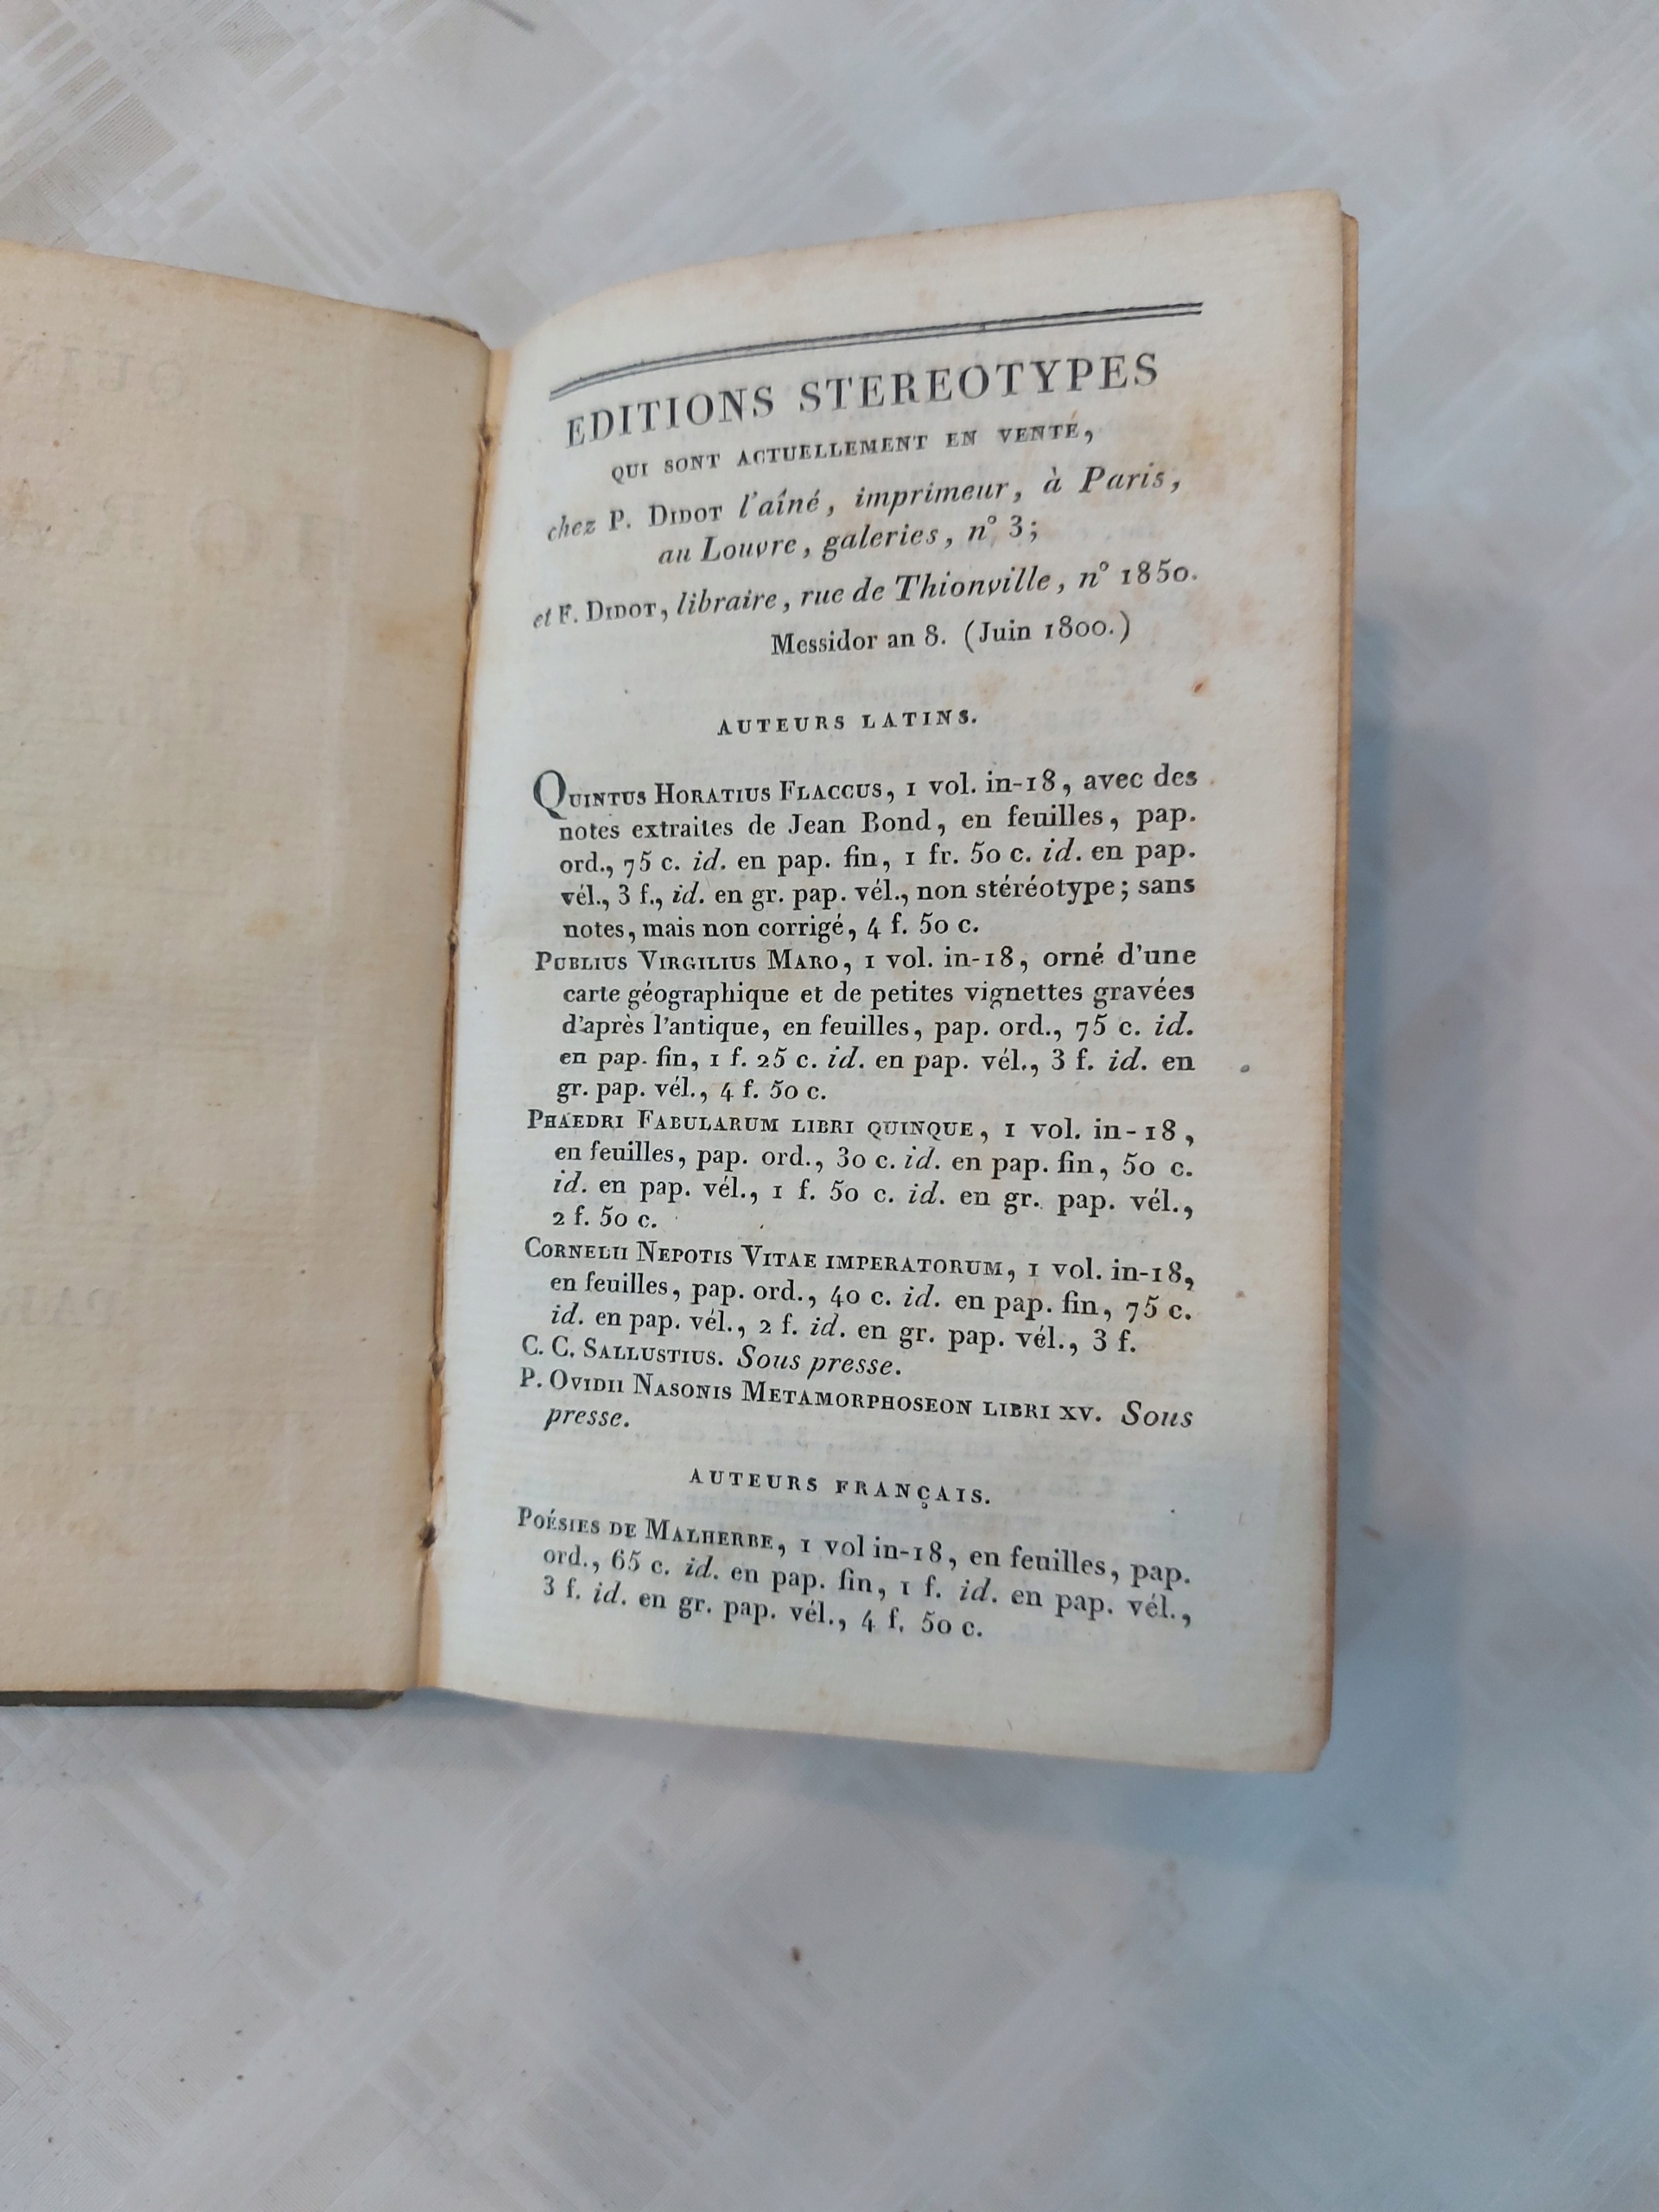 EDITIONS STEREOTYPES
QUI SONT ACTUELLEMENT EN VENTE,
chez P. DIDOT l'aîné, imprimeur, à Paris,
au Louvre, galeries, n° 3;
et F. DIDOT, libraire, rue de Thionville, n° 1850.
Messidor an 8. (Juin 1800.)
AUTEURS LATINS.
QUINTUS HORATIUS FLACCUS, 1 vol. in-18, avec des
notes extraites de Jean Bond, en feuilles, pap.
ord., 75 c. id. en pap. fin, 1 fr. 50 c. id. en pap.
vél., 3 f., id. en gr. pap. vél., non stéréotype; sans
notes, mais non corrigé, 4 f. 50 c.
PUBLIUS VIRGILIUS MARO, 1 vol. in-18, orné d'une
carte géographique et de petites vignettes gravées
d'après l'antique, en feuilles, pap. ord., 75 c. id.
en pap. fin, 1 f. 25 c. id. en pap. vél., 3 f. id. en
gr. pap. vél., 4 f. 50 c.
PHAEDRI FABULARUM LIBRI QUINQUE, 1 vol. in-18,
en feuilles, pap. ord., 30 c. id. en pap. fin, 50 c.
id. en pap. vél., 1 f. 50 c. id. en gr. pap. vél.,
2 f. 50 c.
CORNELII NEPOTIS VITAE IMPERATORUM, 1 vol. in-18,
en feuilles, pap. ord., 40 c. id. en pap. fin, 75 c.
id. en pap. vél., 2 f. id. en gr. pap. vél., 3 f.
C. C. SALLUSTIUS. Sous presse.
P. OVIDII NASONIS METAMORPHOSEON LIBRI XV. Sous
presse.
AUTEURS FRANÇAIS.
POÉSIES DE MALHERBE, 1 vol in-18, en feuilles, pap.
ord., 65 c. id. en pap. fin, 1 f. id. en pap. vél.,
3 f. id. en gr. pap. vél., 4 f. 50 c.